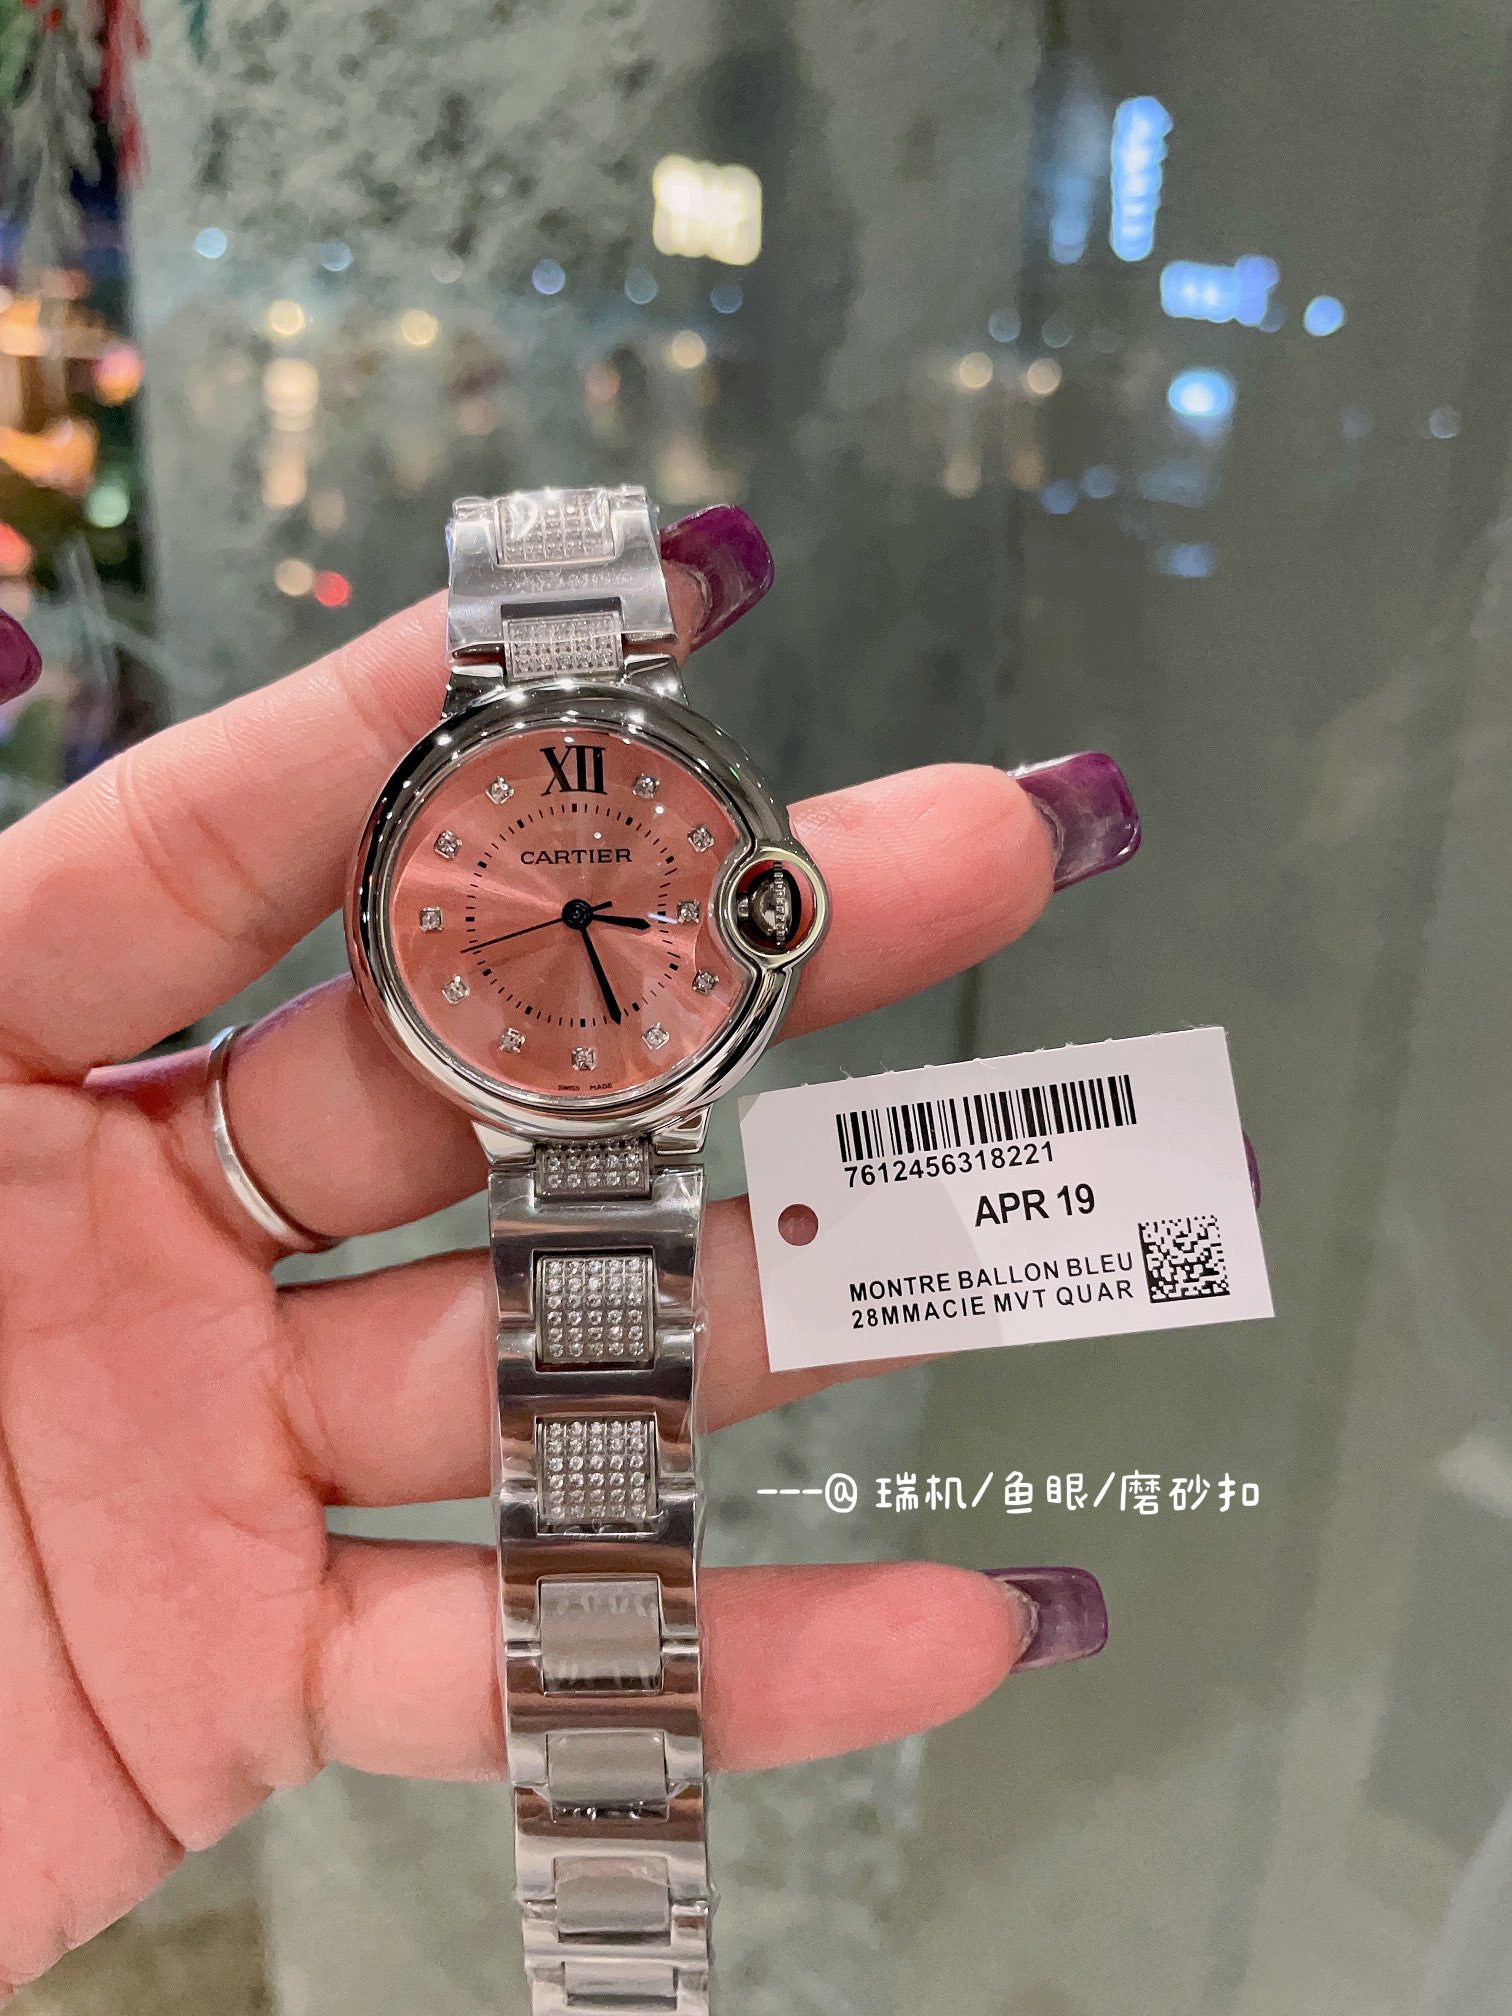 XII
CARTIER
SWISS MADE
7612456318221
APR 19
MONTRE BALLON BLEU
28MMACIE MVT QUAR
---@ 瑞机/鱼眼/磨砂扣